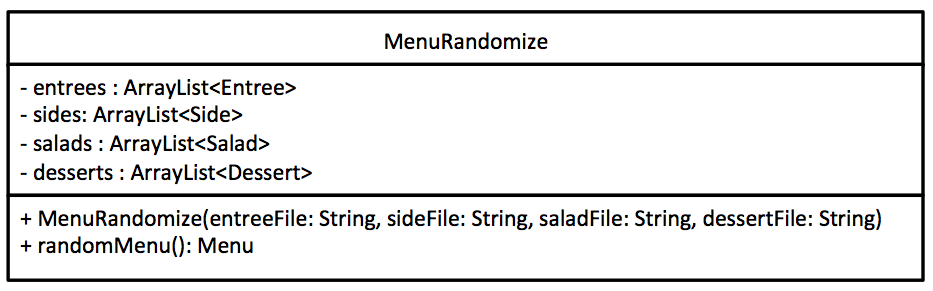 MenuRandomize
- entrees : ArrayList<Entree>
- sides: ArrayList<Side>
- salads : ArrayList<Salad>
- desserts : ArrayList<Dessert>
+ MenuRandomize(entreeFile: String, sideFile: String, saladFile: String, dessertFile: String)
+ randomMenu(): Menu